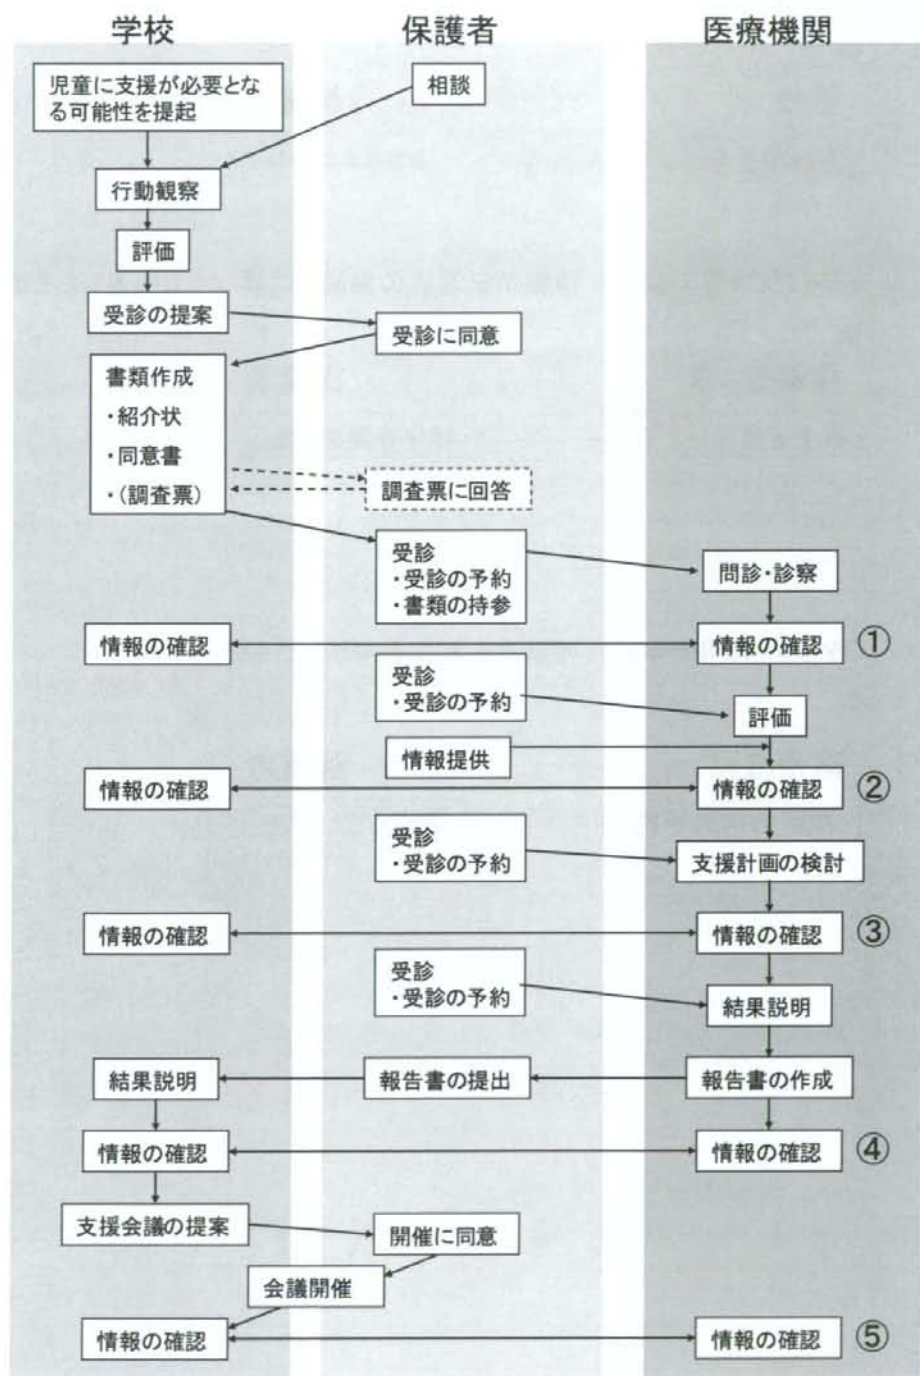 学校
保護者
医療機関
児童に支援が必要とな
る可能性を提起
相談
行動観察
評価
受診の提案
受診に同意
書類作成
・紹介状
・同意書
・(調査票)
調査票に回答
受診
・受診の予約
・書類の持参
問診・診察
情報の確認
情報の確認
①
受診
・受診の予約
評価
情報提供
情報の確認
情報の確認
②
受診
・受診の予約
支援計画の検討
情報の確認
情報の確認
③
受診
・受診の予約
結果説明
結果説明
報告書の提出
報告書の作成
情報の確認
情報の確認
④
支援会議の提案
開催に同意
会議開催
情報の確認
情報の確認
⑤